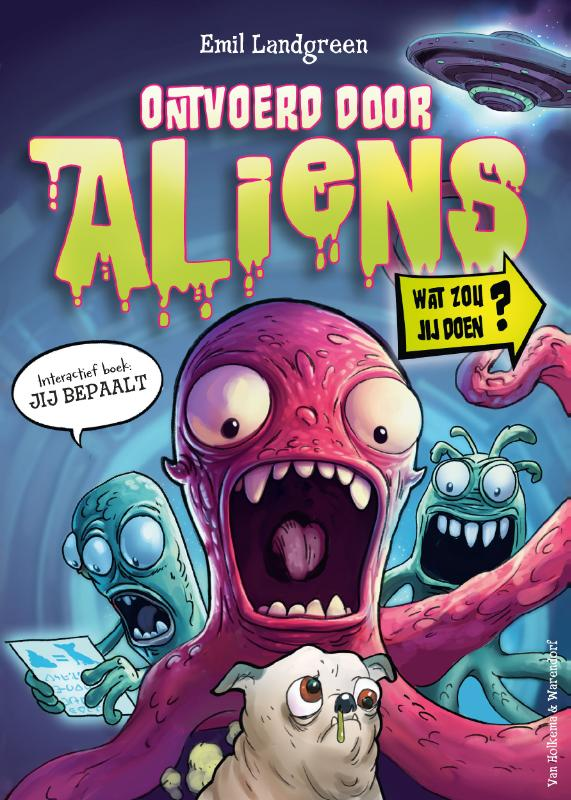 Emil Landgreen
ONTVOERD DOOR
ALiENS
WAT ZOU
JIJ DOEN ?
Interactief boek:
JIJ BEPAALT
Van Holkema & Warendorf